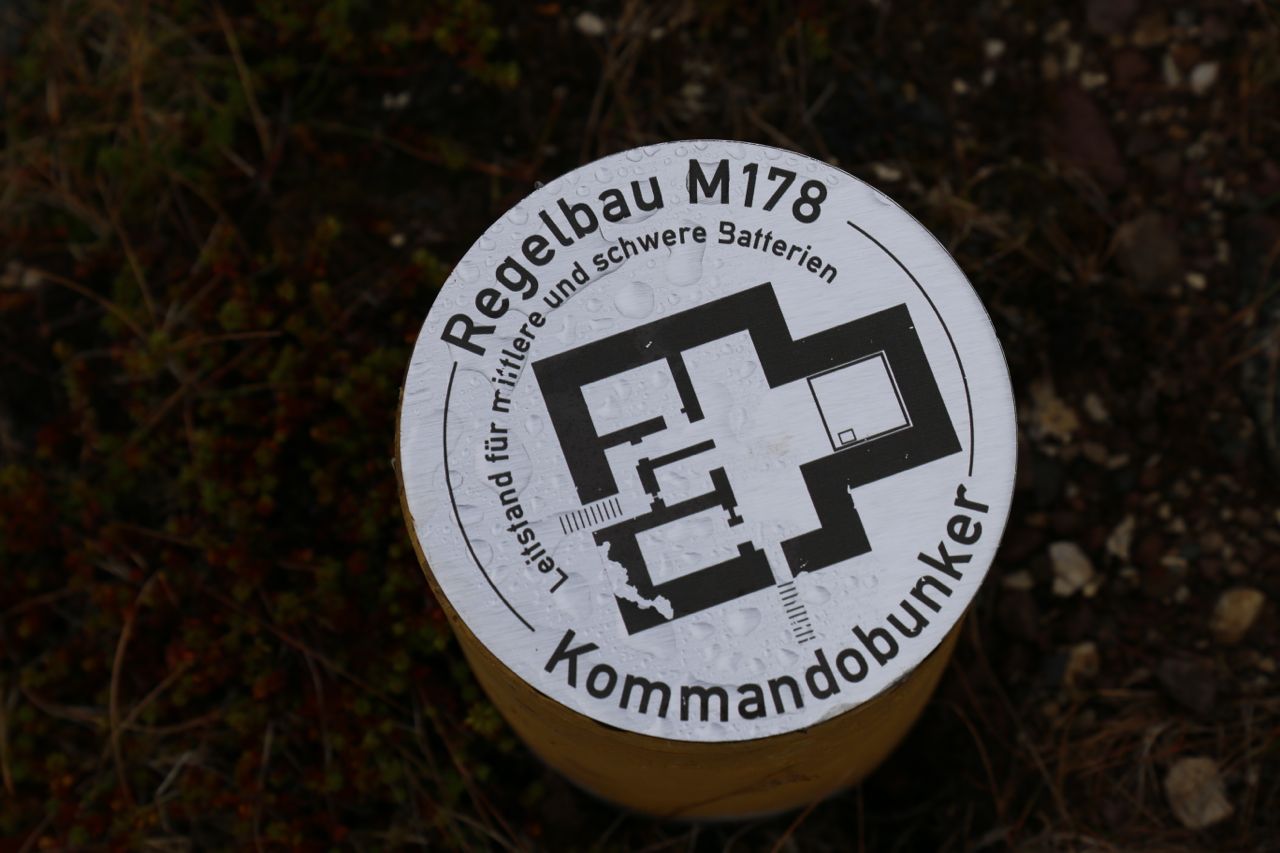 Regelbau M178
Leitstand für mittlere und schwere Batterien
Kommandobunker